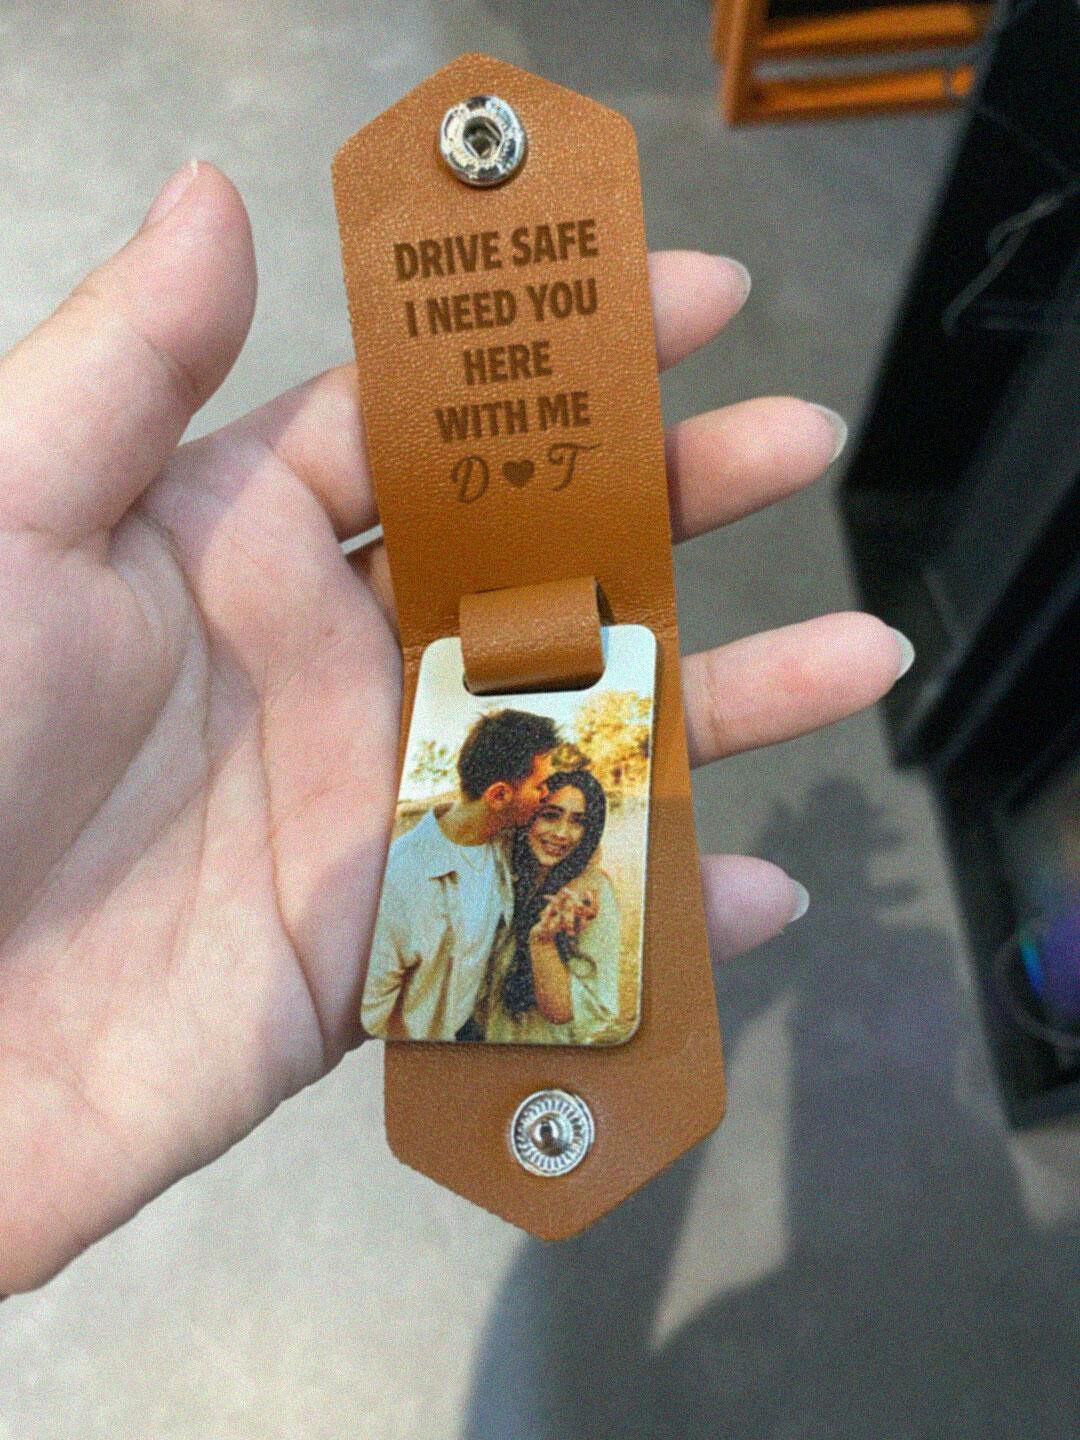 DRIVE SAFE
I NEED YOU
HERE
WITH ME
D ♥ T